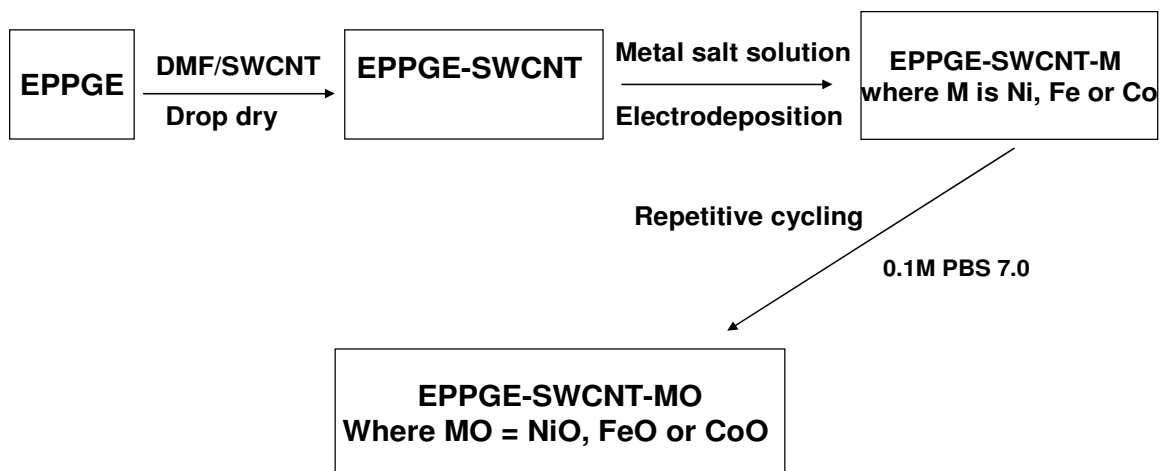 EPPGE
DMF/SWCNT
Drop dry
EPPGE-SWCNT
Metal salt solution
Electrodeposition
EPPGE-SWCNT-M
where M is Ni, Fe or Co
Repetitive cycling
0.1M PBS 7.0
EPPGE-SWCNT-MO
Where MO = NiO, FeO or CoO